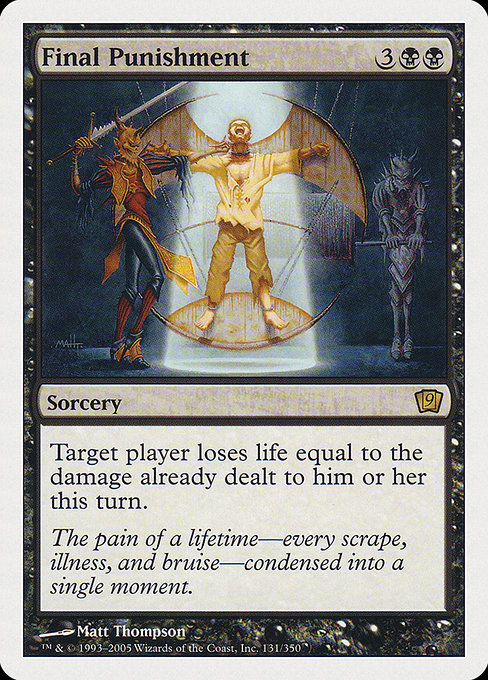 Final Punishment 3
MATT.
Sorcery 9
Target player loses life equal to the
damage already dealt to him or her
this turn.
The pain of a lifetime—every scrape,
illness, and bruise—condensed into a
single moment.
Matt Thompson
™ & © 1993–2005 Wizards of the Coast, Inc. 131/350